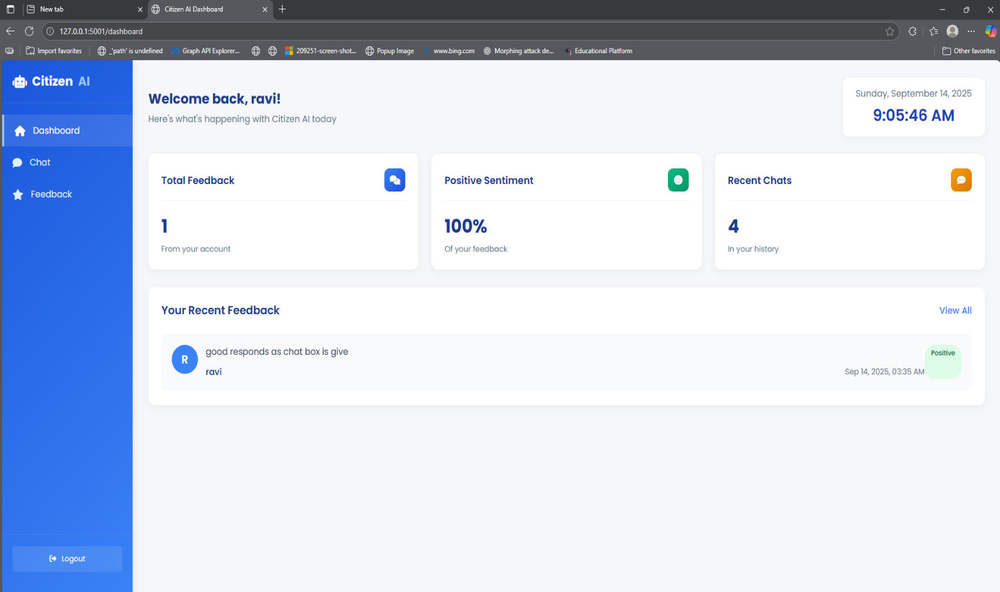 New tab
Citizen AI Dashboard
127.0.0.1:5001/dashboard
Import favorites
_'path' is undefined
Graph API Explorer...
209251-screen-shot...
Popup Image
www.bing.com
Morphing attack de...
Educational Platform
Other favorites
Citizen AI
Dashboard
Chat
Feedback
Logout
Welcome back, ravi!
Here's what's happening with Citizen AI today
Sunday, September 14, 2025
9:05:46 AM
Total Feedback
1
From your account
Positive Sentiment
100%
Of your feedback
Recent Chats
4
In your history
Your Recent Feedback
View All
R
good responds as chat box is give
ravi
Sep 14, 2025, 03:35 AM
Positive